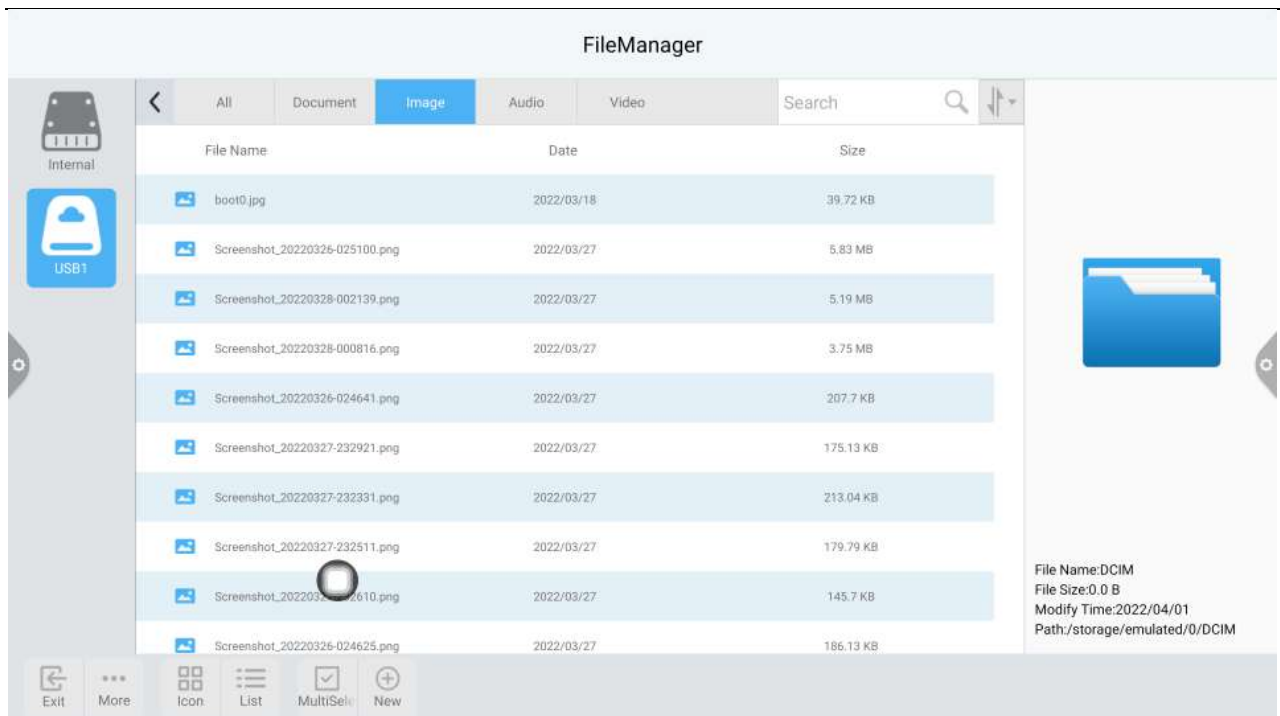 FileManager
Internal
USB1
All Document Image Audio Video Search
File Name Date Size
boot0.jpg 2022/03/18 39.72 KB
Screenshot_20220326-025100.png 2022/03/27 5.83 MB
Screenshot_20220328-002139.png 2022/03/27 5.19 MB
Screenshot_20220328-000816.png 2022/03/27 3.75 MB
Screenshot_20220326-024641.png 2022/03/27 207.7 KB
Screenshot_20220327-232921.png 2022/03/27 175.13 KB
Screenshot_20220327-232331.png 2022/03/27 213.04 KB
Screenshot_20220327-232511.png 2022/03/27 179.79 KB
2022/03/27 145.7 KB
Screenshot_20220326-024625.png 2022/03/27 186.13 KB
File Name:DCIM
File Size:0.0 B
Modify Time:2022/04/01
Path:/storage/emulated/0/DCIM
Exit More Icon List MultiSele New